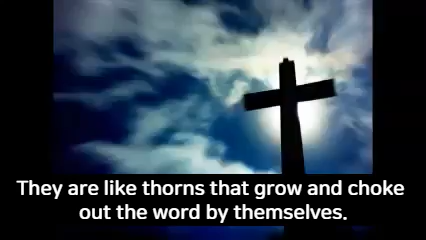 They are like thorns that grow and choke
out the word by themselves.